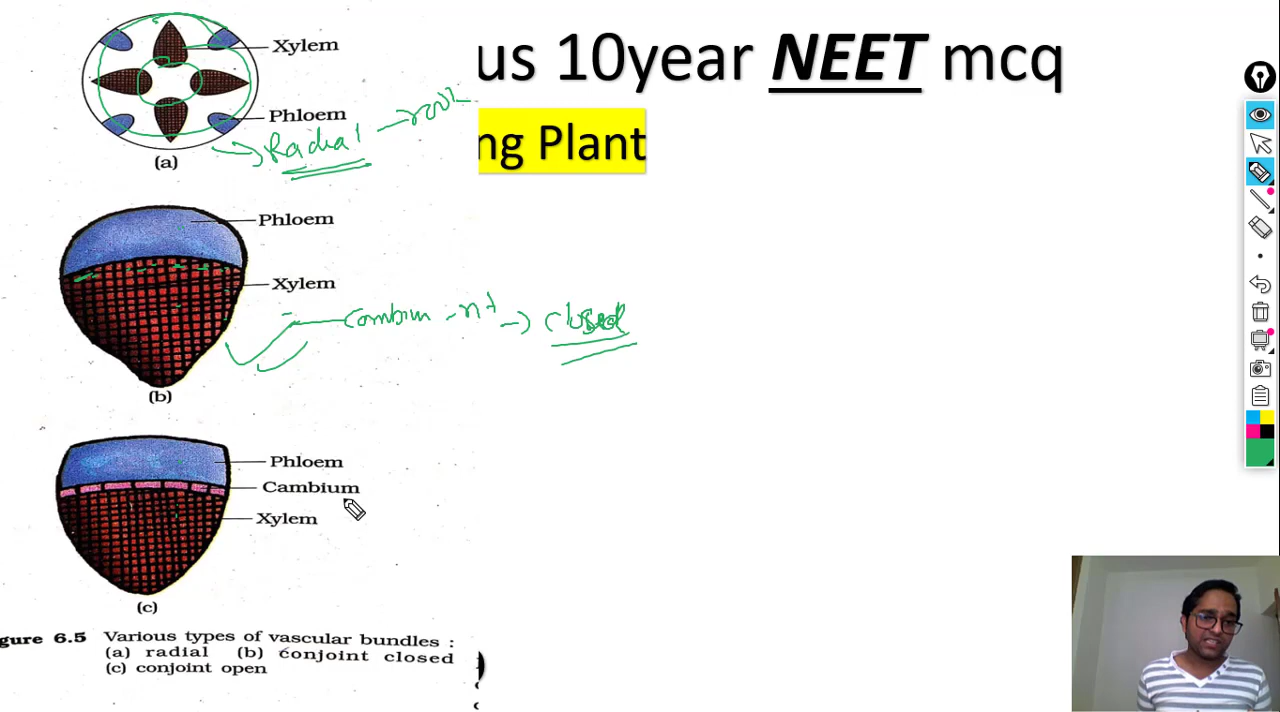 us 10year NEET mcq
ng Plant
Xylem
Phloem
Radial → root
(a)
Phloem
Xylem
Cambium - n+ → closed
(b)
Phloem
Cambium
Xylem
(c)
gure 6.5 Various types of vascular bundles :
(a) radial (b) conjoint closed
(c) conjoint open